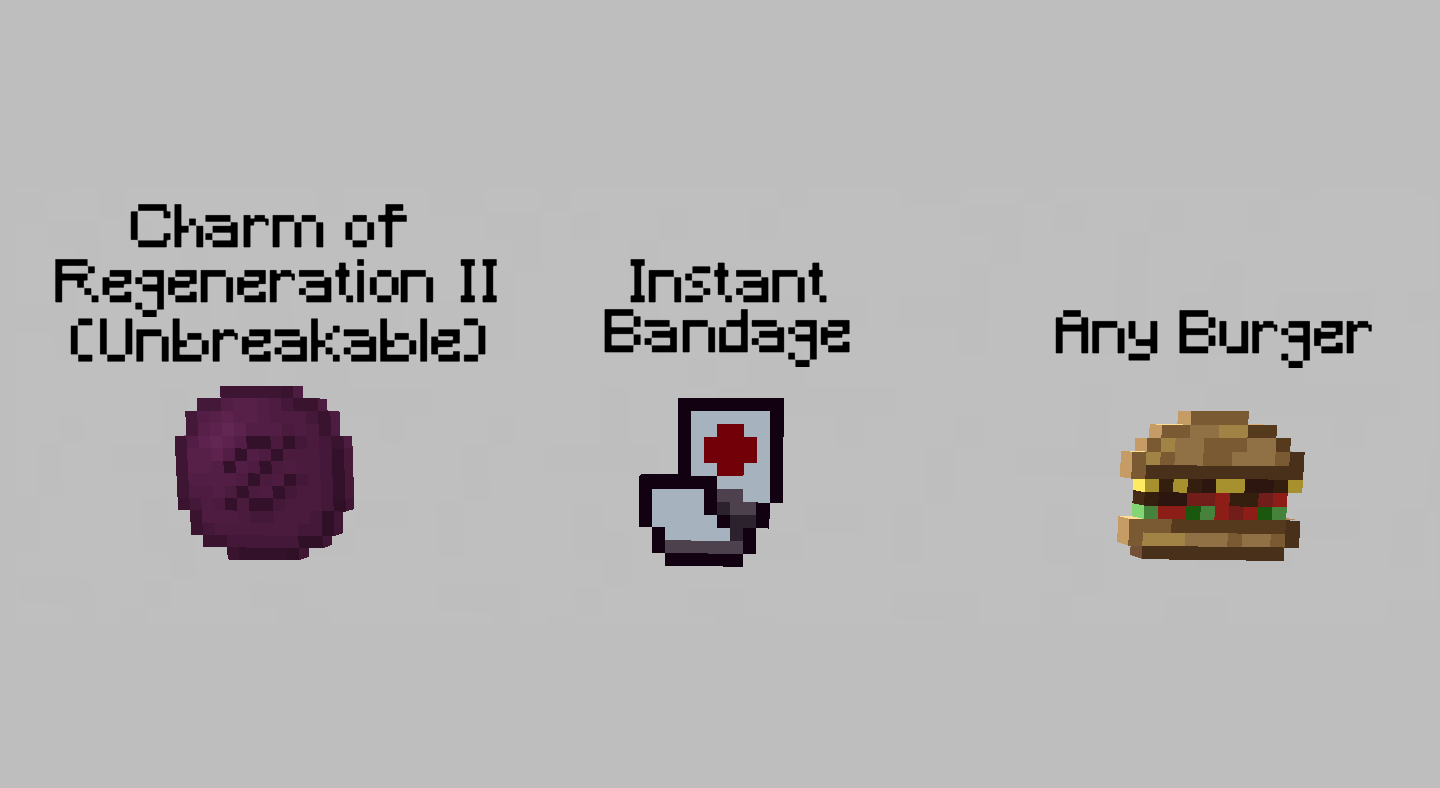 Charm of
Regeneration II
(Unbreakable)
Instant
Bandage
Any Burger